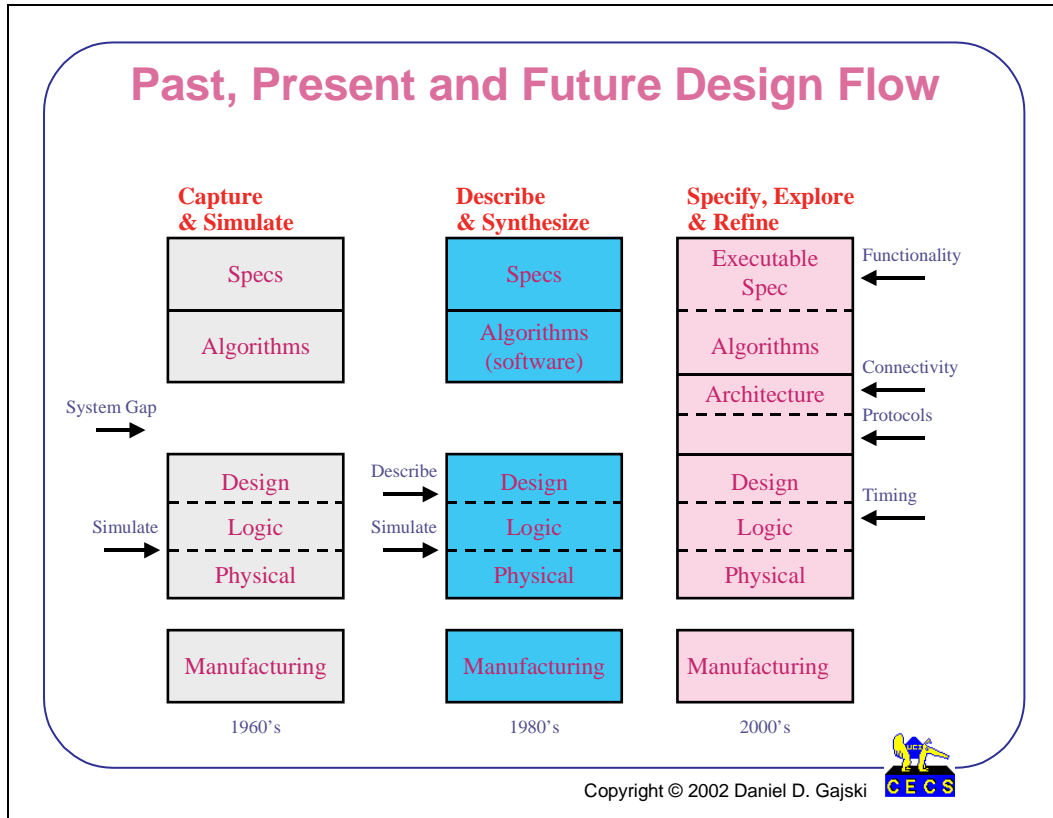 Past, Present and Future Design Flow
Capture
& Simulate
Specs
Algorithms
System Gap
Design
Simulate
Logic
Physical
Manufacturing
1960's
Describe
& Synthesize
Specs
Algorithms
(software)
Describe
Design
Simulate
Logic
Physical
Manufacturing
1980's
Specify, Explore
& Refine
Executable
Spec
Functionality
Algorithms
Connectivity
Architecture
Protocols
Design
Timing
Logic
Physical
Manufacturing
2000's
Copyright © 2002 Daniel D. Gajski
UCI
CECS